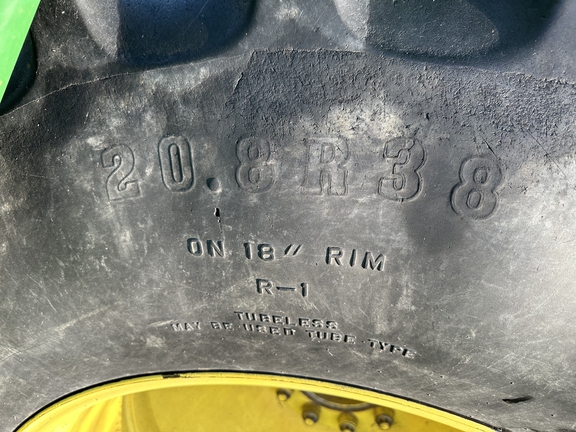 20.8R38
ON 18" RIM
R-1
TUBELESS
MAY BE USED TUBE TYPE